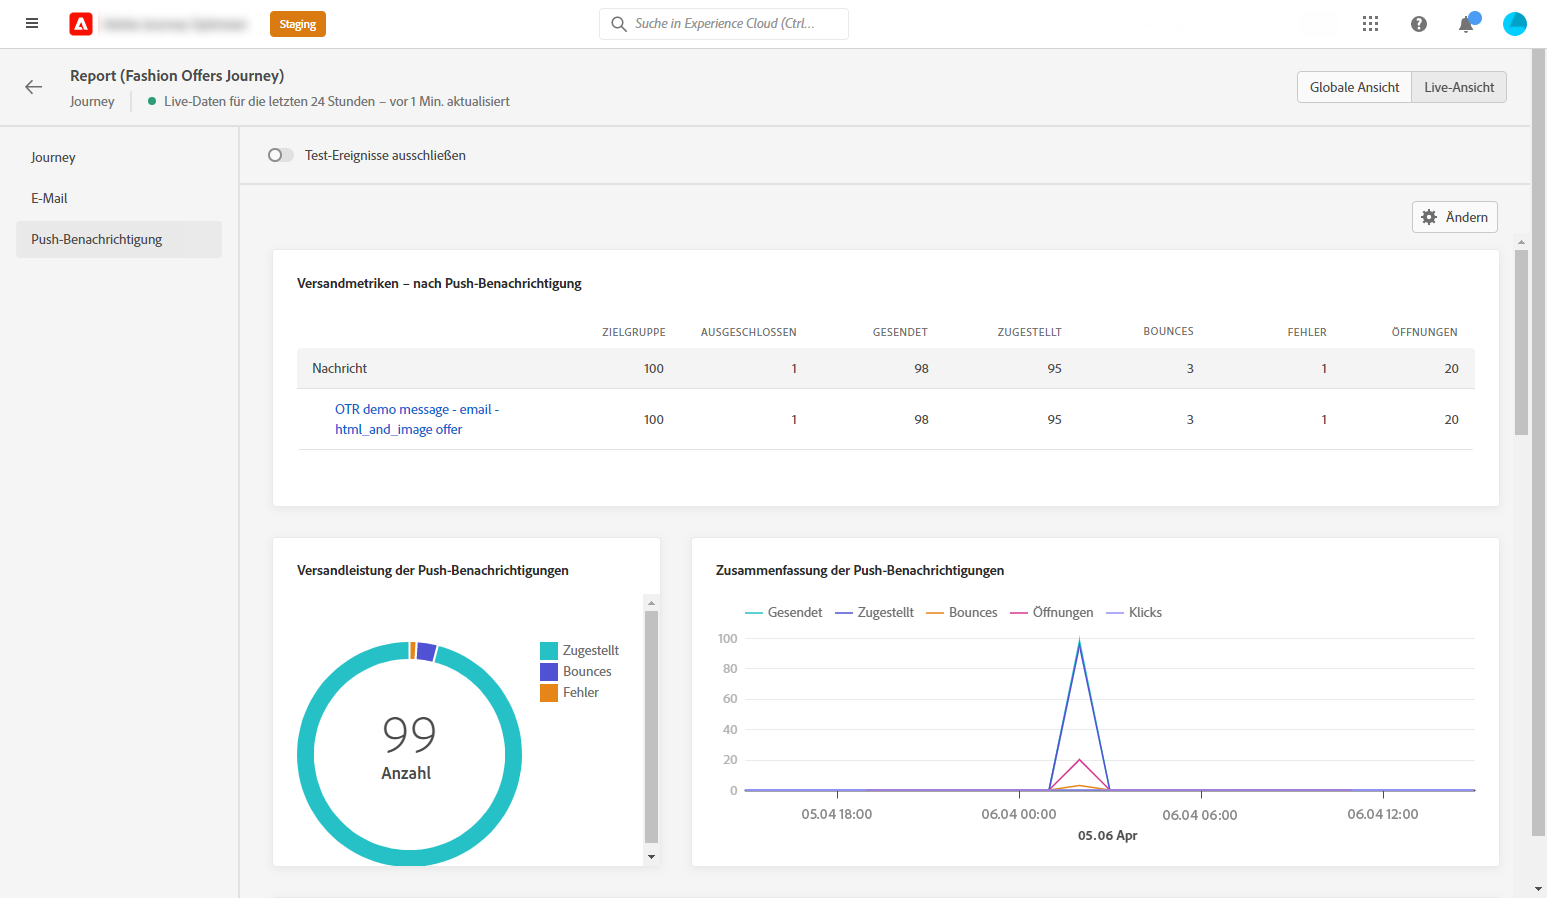 Staging
Suche in Experience Cloud (Ctrl...
Report (Fashion Offers Journey)
Journey
Live-Daten für die letzten 24 Stunden – vor 1 Min. aktualisiert
Globale Ansicht
Live-Ansicht
Journey
E-Mail
Push-Benachrichtigung
Test-Ereignisse ausschließen
Ändern
Versandmetriken – nach Push-Benachrichtigung
ZIELGRUPPE AUSGESCHLOSSEN GESENDET ZUGESTELLT BOUNCES FEHLER ÖFFNUNGEN
Nachricht 100 1 98 95 3 1 20
OTR demo message - email -
html_and_image offer 100 1 98 95 3 1 20
Versandleistung der Push-Benachrichtigungen
Zugestellt
Bounces
Fehler
99
Anzahl
Zusammenfassung der Push-Benachrichtigungen
Gesendet Zugestellt Bounces Öffnungen Klicks
100
80
60
40
20
0
05.04 18:00 06.04 00:00 06.04 06:00 06.04 12:00
05.06 Apr